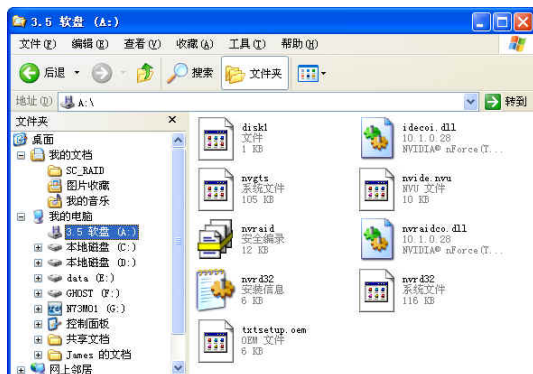 3.5 软盘 (A:)
文件(F) 编辑(E) 查看(V) 收藏(A) 工具(T) 帮助(H)
后退 搜索 文件夹
地址(D) A:\ 转到
文件夹
桌面
我的文档
SC_RAID
图片收藏
我的音乐
我的电脑
3.5 软盘 (A:)
本地磁盘 (C:)
本地磁盘 (D:)
data (E:)
GHOST (F:)
N73M01 (G:)
控制面板
共享文档
James 的文档
网上邻居
disk1
文件
1 KB
idecoi.dll
10.1.0.28
NVIDIA® nForce(T...
nvgts
系统文件
105 KB
nvide.nvu
NVU 文件
10 KB
nvraid
安全编录
12 KB
nvraidco.dll
10.1.0.28
NVIDIA® nForce(T...
nvrd32
安装信息
6 KB
nvrd32
系统文件
116 KB
txtsetup.oem
OEM 文件
6 KB